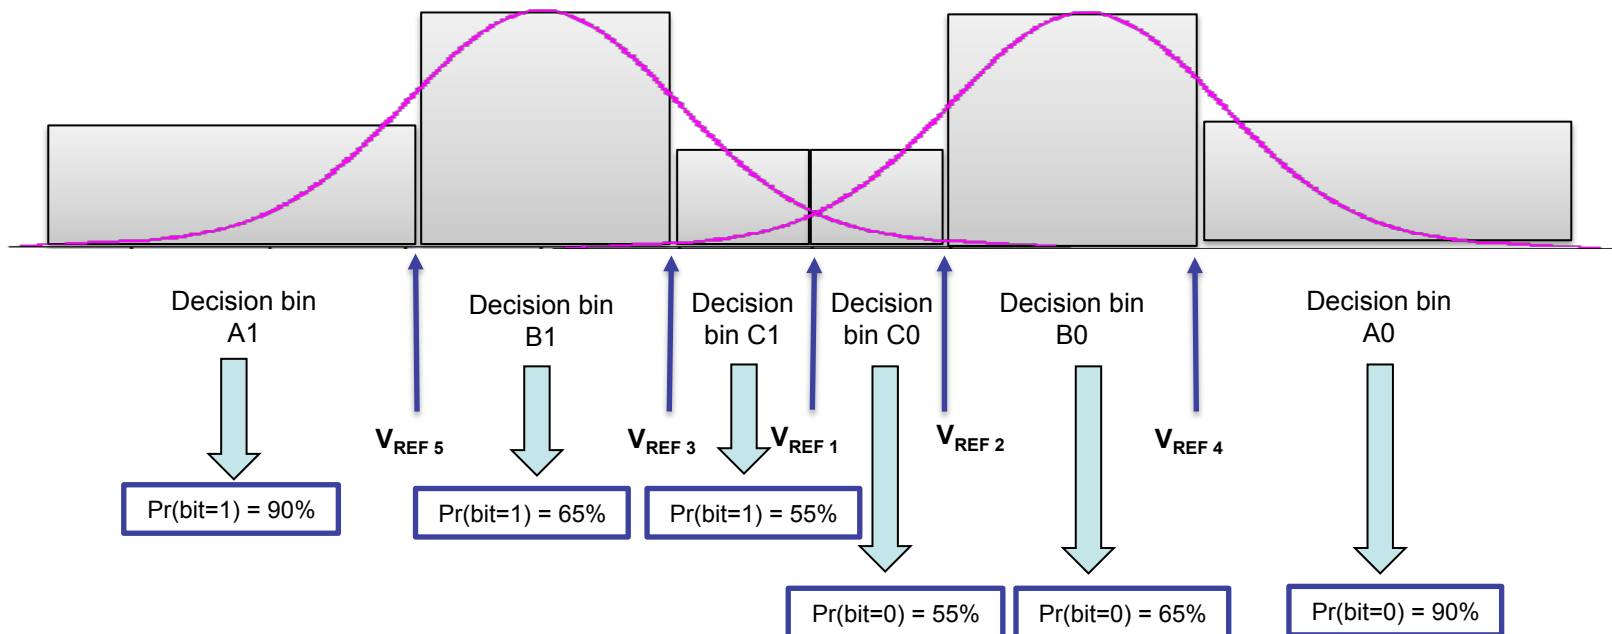 Decision bin
A1
Decision bin
B1
Decision
bin C1
Decision
bin C0
Decision bin
B0
Decision bin
A0
VREF 5
VREF 3
VREF 1
VREF 2
VREF 4
Pr(bit=1) = 90%
Pr(bit=1) = 65%
Pr(bit=1) = 55%
Pr(bit=0) = 55%
Pr(bit=0) = 65%
Pr(bit=0) = 90%